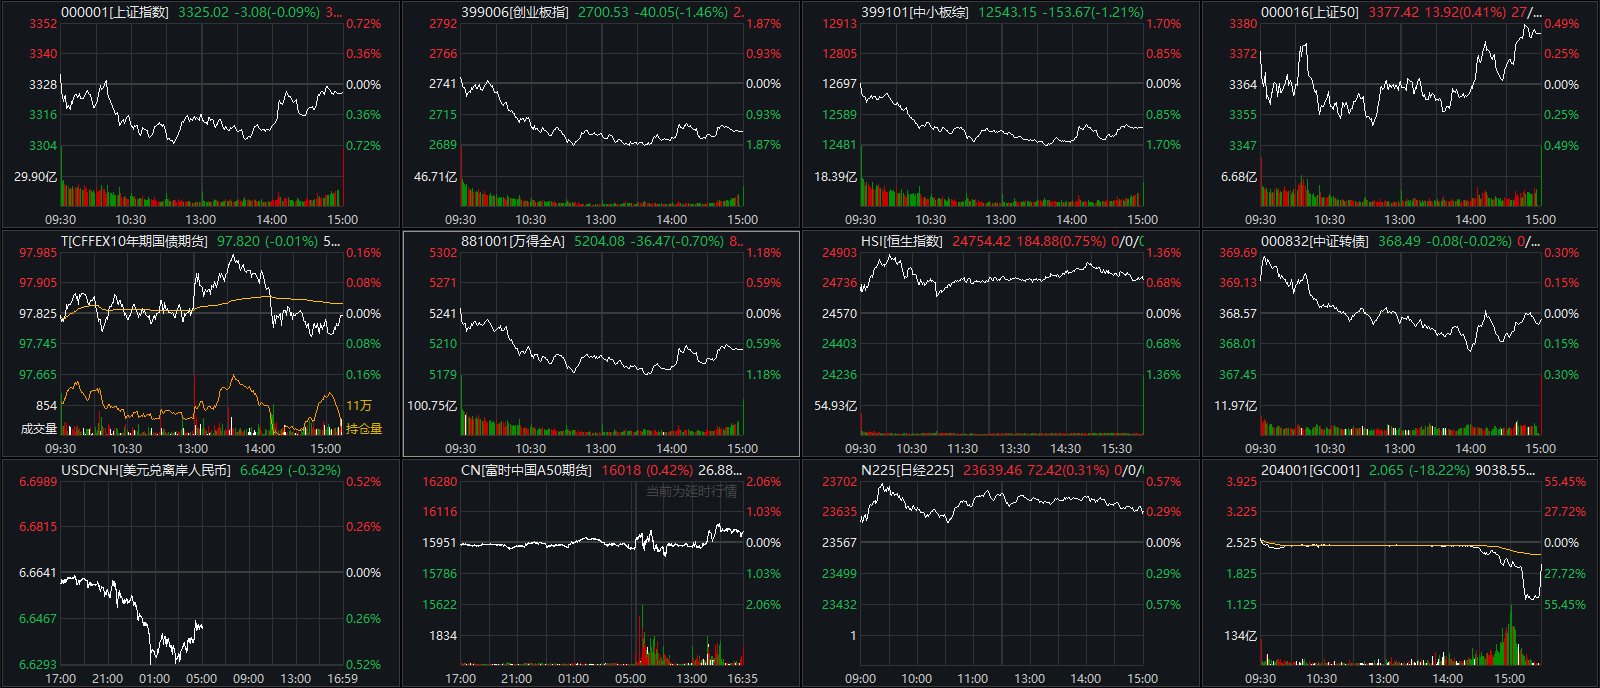 000001[上证指数] 3325.02 -3.08(-0.09%) 3...
3352 0.72%
3340 0.36%
3328 0.00%
3316 0.36%
3304 0.72%
29.90亿
09:30 10:30 13:00 14:00 15:00
399006[创业板指] 2700.53 -40.05(-1.46%) 2.
2792 1.87%
2766 0.93%
2741 0.00%
2715 0.93%
2689 1.87%
46.71亿
09:30 10:30 13:00 14:00 15:00
399101[中小板综] 12543.15 -153.67(-1.21%)
12913 1.70%
12805 0.85%
12697 0.00%
12589 0.85%
12481 1.70%
18.39亿
09:30 10:30 13:00 14:00 15:00
000016[上证50] 3377.42 13.92(0.41%) 27/...
3380 0.49%
3372 0.25%
3364 0.00%
3355 0.25%
3347 0.49%
6.68亿
09:30 10:30 13:00 14:00 15:00
T[CFFEX10年期国债期货] 97.820 (-0.01%) 5...
97.985 0.16%
97.905 0.08%
97.825 0.00%
97.745 0.08%
97.665 0.16%
854 11万
成交量 持仓量
09:30 10:30 13:00 14:00 15:00
881001[万得全A] 5204.08 -36.47(-0.70%) 8...
5302 1.18%
5271 0.59%
5241 0.00%
5210 0.59%
5179 1.18%
100.75亿
09:30 10:30 13:00 14:00 15:00
HSI[恒生指数] 24754.42 184.88(0.75%) 0/0/0
24903 1.36%
24736 0.68%
24570 0.00%
24403 0.68%
24236 1.36%
54.93亿
09:30 10:30 11:30 13:30 14:30 15:30
000832[中证转债] 368.49 -0.08(-0.02%) 0/...
369.69 0.30%
369.13 0.15%
368.57 0.00%
368.01 0.15%
367.45 0.30%
11.97亿
09:30 10:30 13:00 14:00 15:00
USDCNH[美元兑离岸人民币] 6.6429 (-0.32%)
6.6989 0.52%
6.6815 0.26%
6.6641 0.00%
6.6467 0.26%
6.6293 0.52%
17:00 21:00 01:00 05:00 09:00 13:00 16:59
CN[富时中国A50期货] 16018 (0.42%) 26.88...
当前为延时行情
16280 2.06%
16116 1.03%
15951 0.00%
15786 1.03%
15622 2.06%
1834
17:00 21:00 01:00 05:00 13:00 16:35
N225[日经225] 23639.46 72.42(0.31%) 0/0/
23702 0.57%
23635 0.29%
23567 0.00%
23499 0.29%
23432 0.57%
1
09:00 10:00 11:00 13:00 14:00 15:00
204001[GC001] 2.065 (-18.22%) 9038.55...
3.925 55.45%
3.225 27.72%
2.525 0.00%
1.825 27.72%
1.125 55.45%
134亿
09:30 10:30 13:00 14:00 15:00